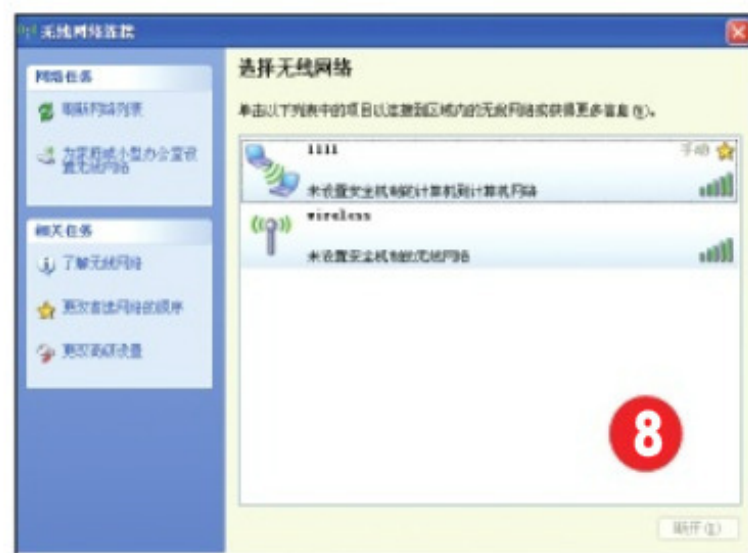 无线网络连接
网络任务
刷新网络列表
为家庭或小型办公室设
置无线网络
相关任务
了解无线网络
更改首选网络的顺序
更改高级设置
选择无线网络
单击以下列表中的项目以连接到区域内的无线网络或获得更多信息(W)。
1111
手动
未设置安全机制的计算机到计算机网络
wireless
未设置安全机制的无线网络
8
断开(D)